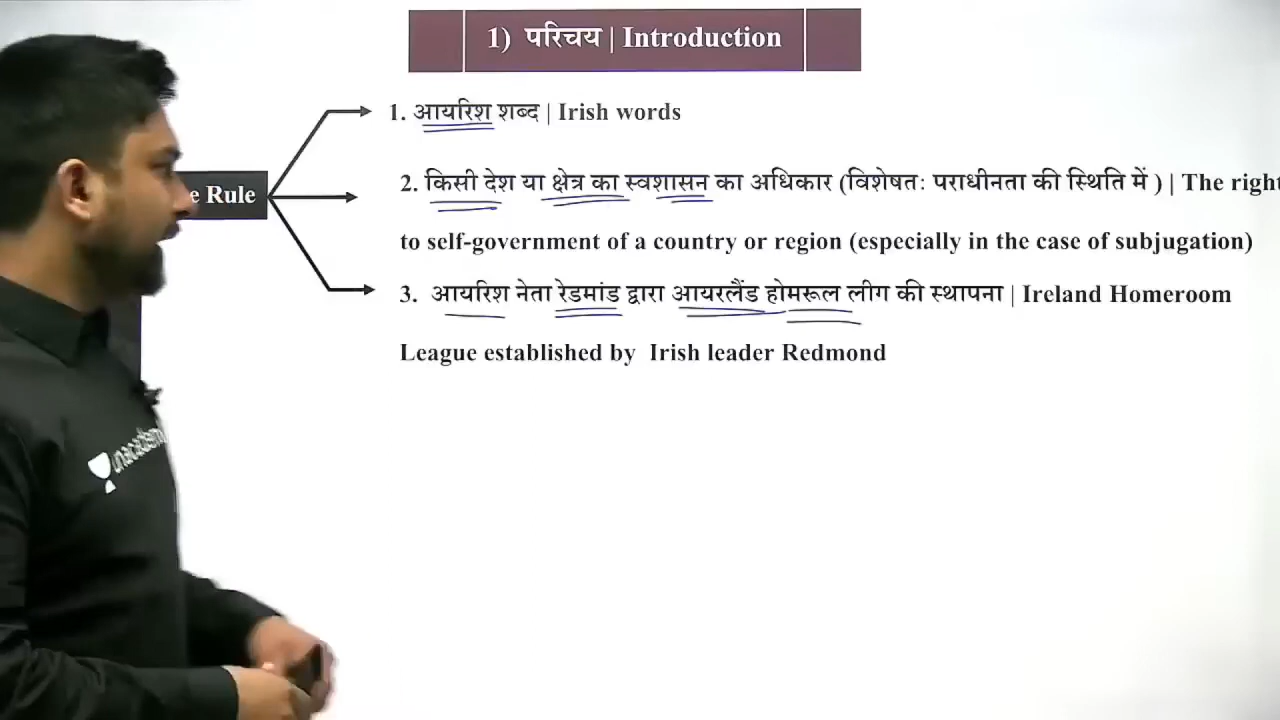 1) परिचय | Introduction
1. आयरिश शब्द | Irish words
e Rule
2. किसी देश या क्षेत्र का स्वशासन का अधिकार (विशेषतः पराधीनता की स्थिति में ) | The right
to self-government of a country or region (especially in the case of subjugation)
3. आयरिश नेता रेडमांड द्वारा आयरलैंड होमरूल लीग की स्थापना | Ireland Homeroom
League established by Irish leader Redmond
unacademy